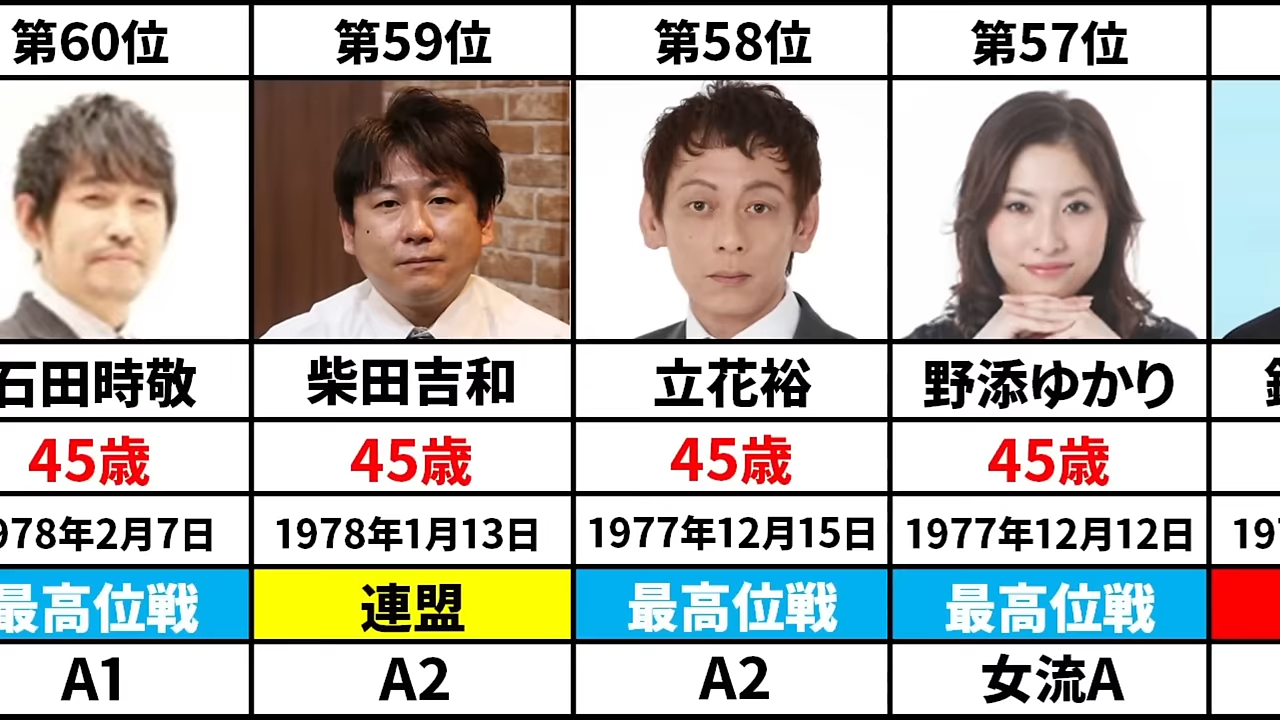 第60位 第59位 第58位 第57位
石田時敬 柴田吉和 立花裕 野添ゆかり
45歳 45歳 45歳 45歳
978年2月7日 1978年1月13日 1977年12月15日 1977年12月12日 197
最高位戦 連盟 最高位戦 最高位戦
A1 A2 A2 女流A